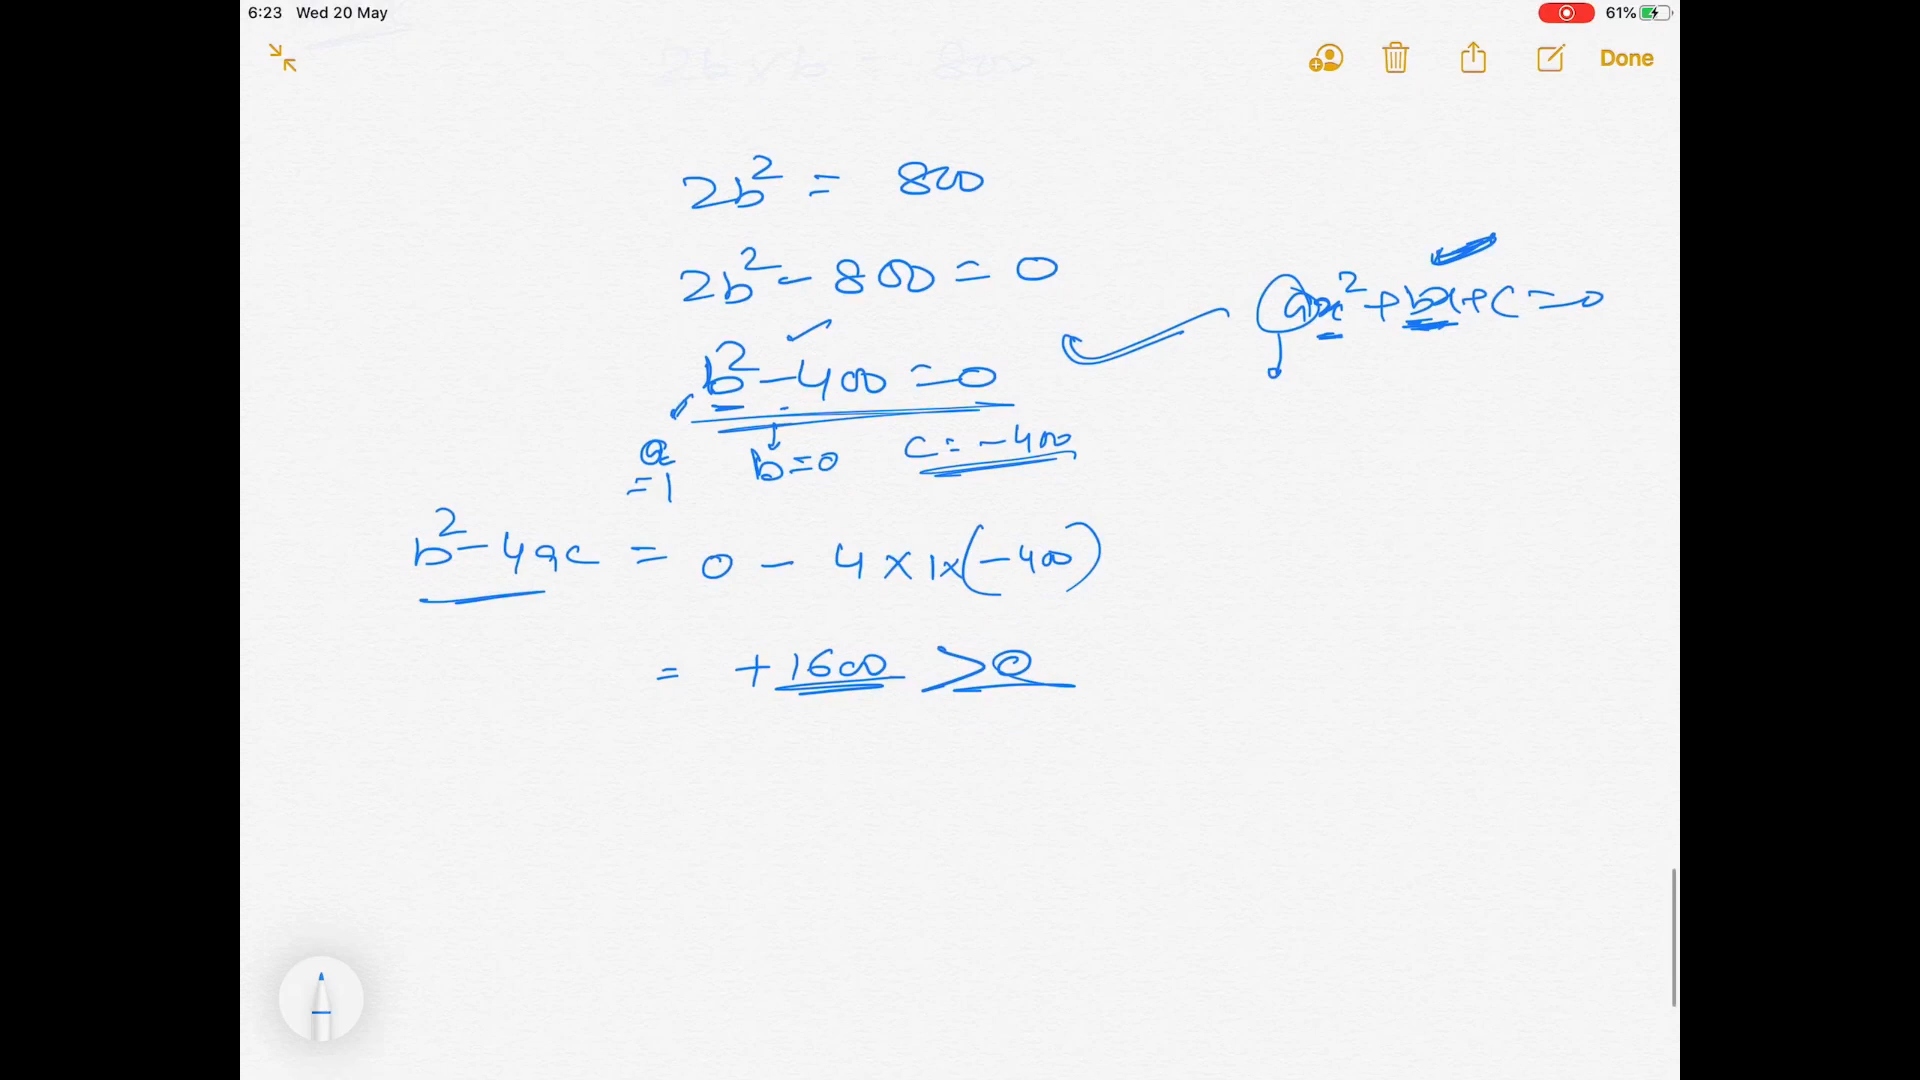 6:23 Wed 20 May 61%
Done
2b² = 800
2b² - 800 = 0
ax² + bx + c = 0
b² - 400 = 0
a = 1 b = 0 c = -400
b² - 4ac = 0 - 4 × 1 × (-400)
= +1600 > 0